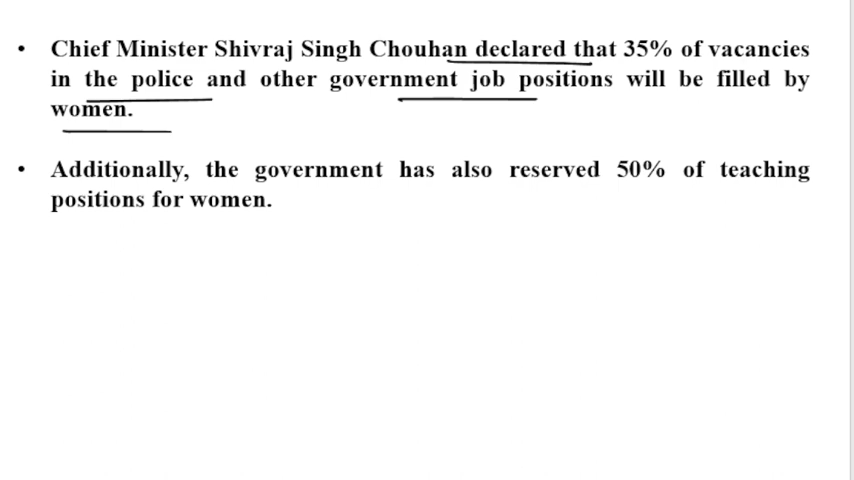 • Chief Minister Shivraj Singh Chouhan declared that 35% of vacancies
in the police and other government job positions will be filled by
women.
• Additionally, the government has also reserved 50% of teaching
positions for women.